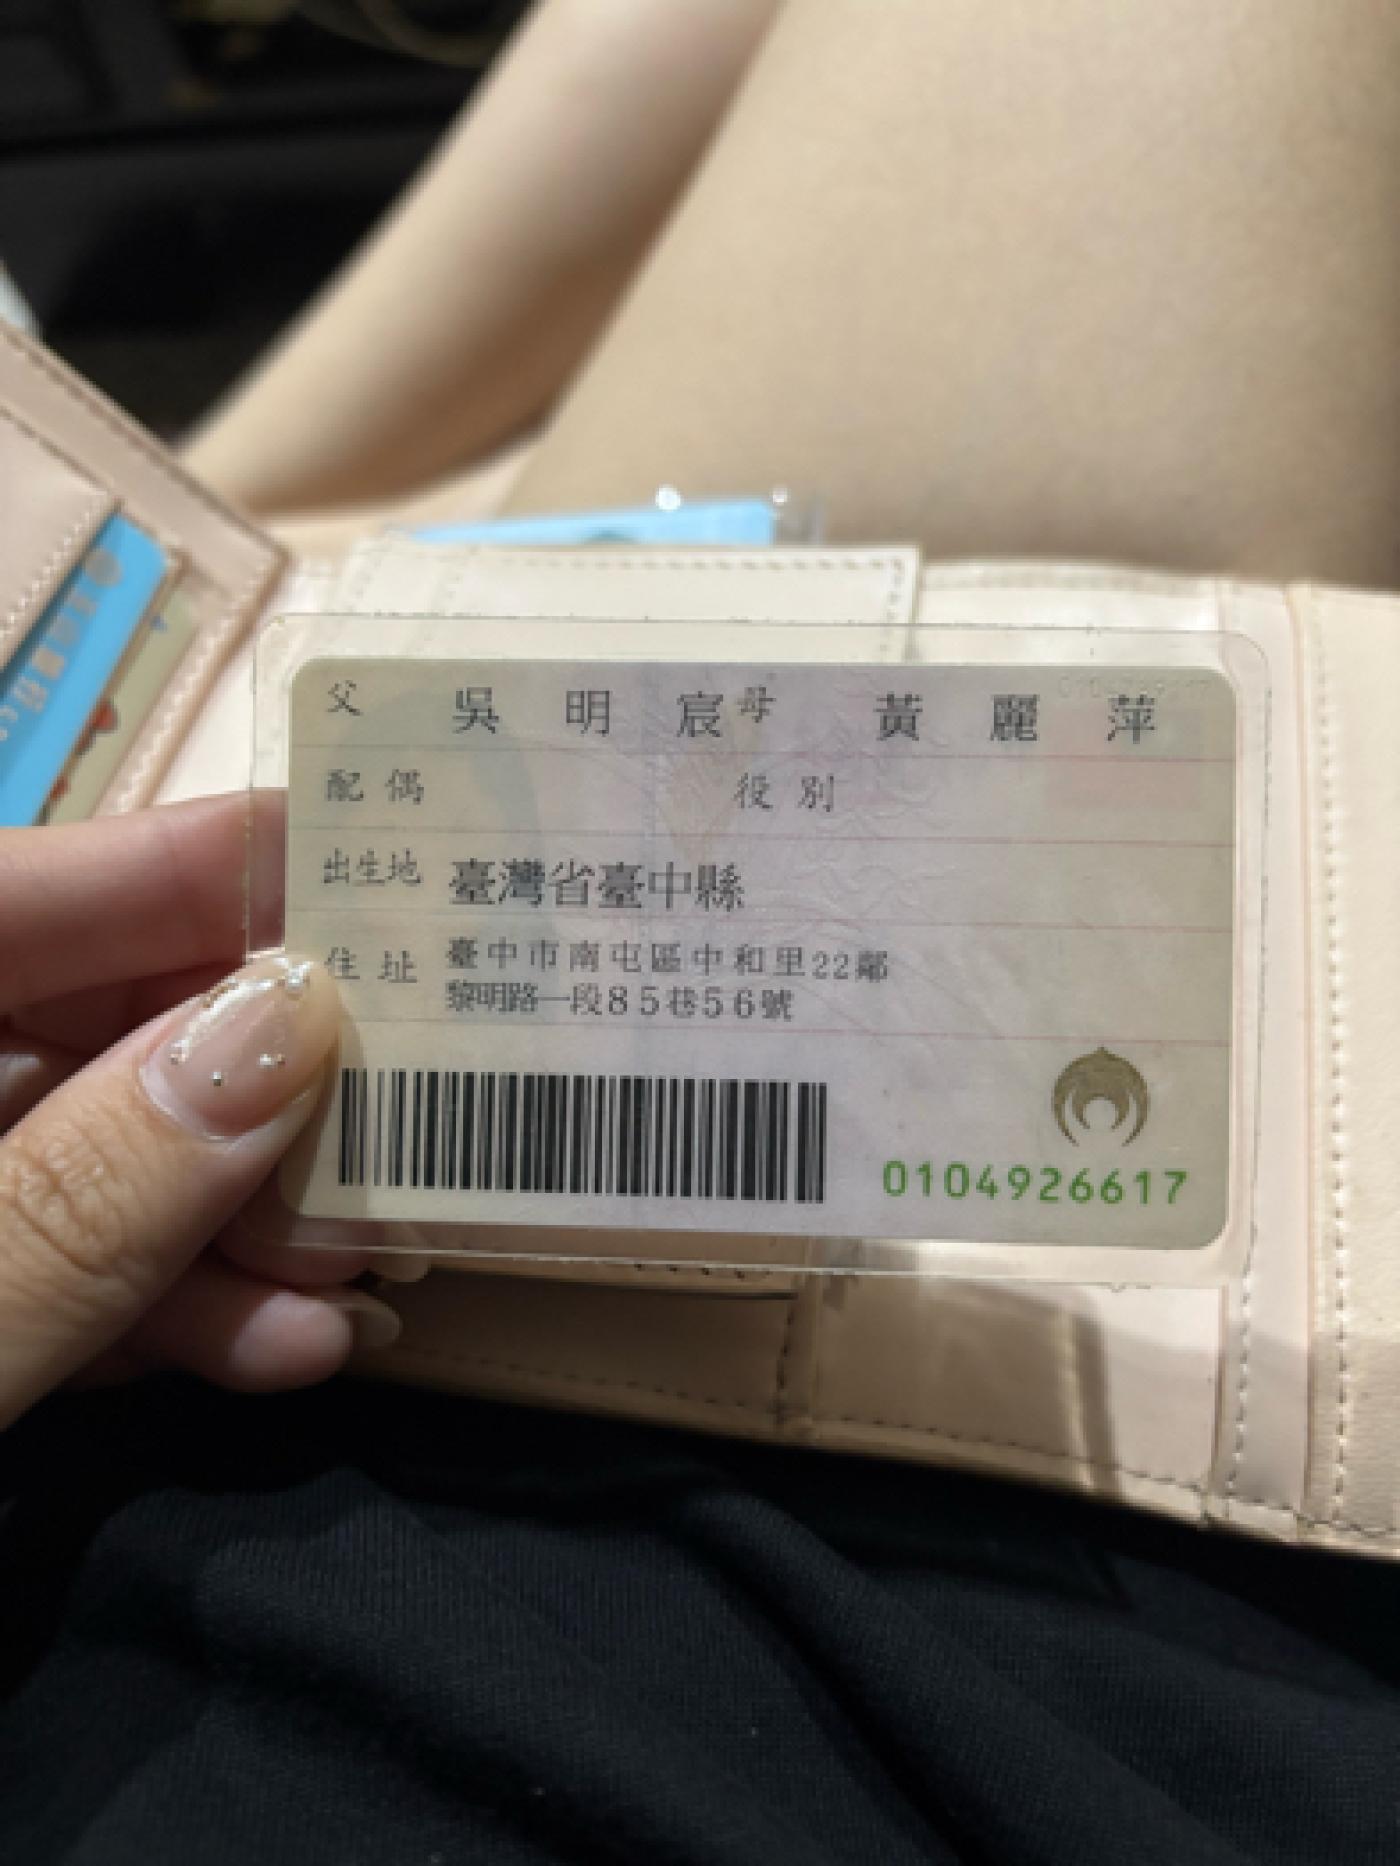 父 吳明宸 母 黃麗萍
配偶 役別
出生地 臺灣省臺中縣
住址 臺中市南屯區中和里22鄰
黎明路一段85巷56號
0104926617